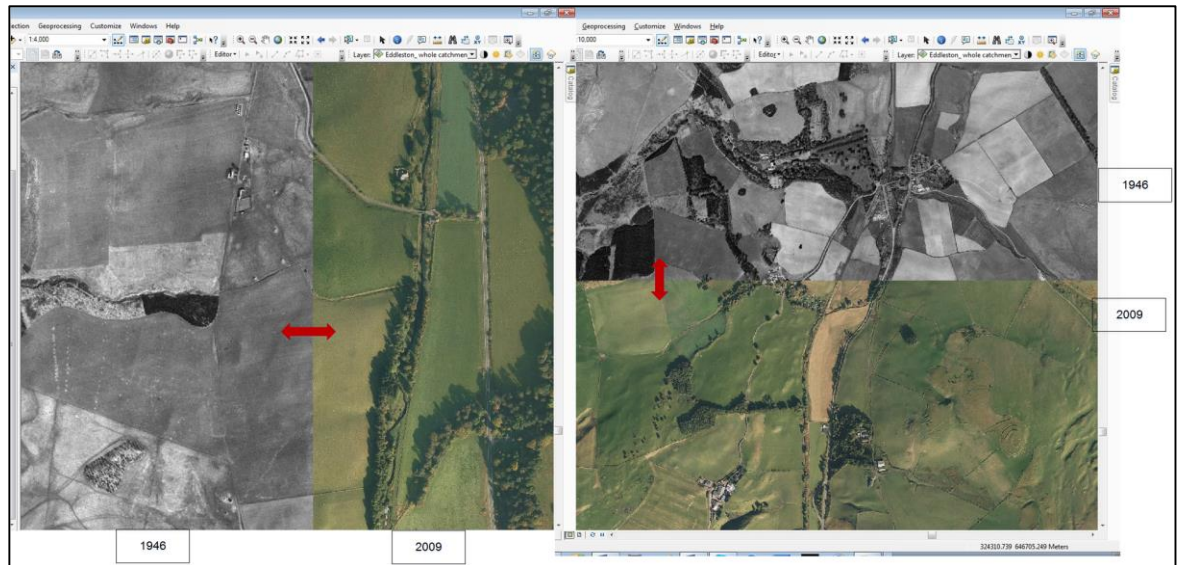 ection Geoprocessing Customize Windows Help
1:4,000
Editor
Layer: Eddleston_whole catchmen
Geoprocessing Customize Windows Help
10,000
Editor
Layer: Eddleston_whole catchmen
Catalog
Catalog
1946
2009
1946
2009
324310.739 646705.249 Meters